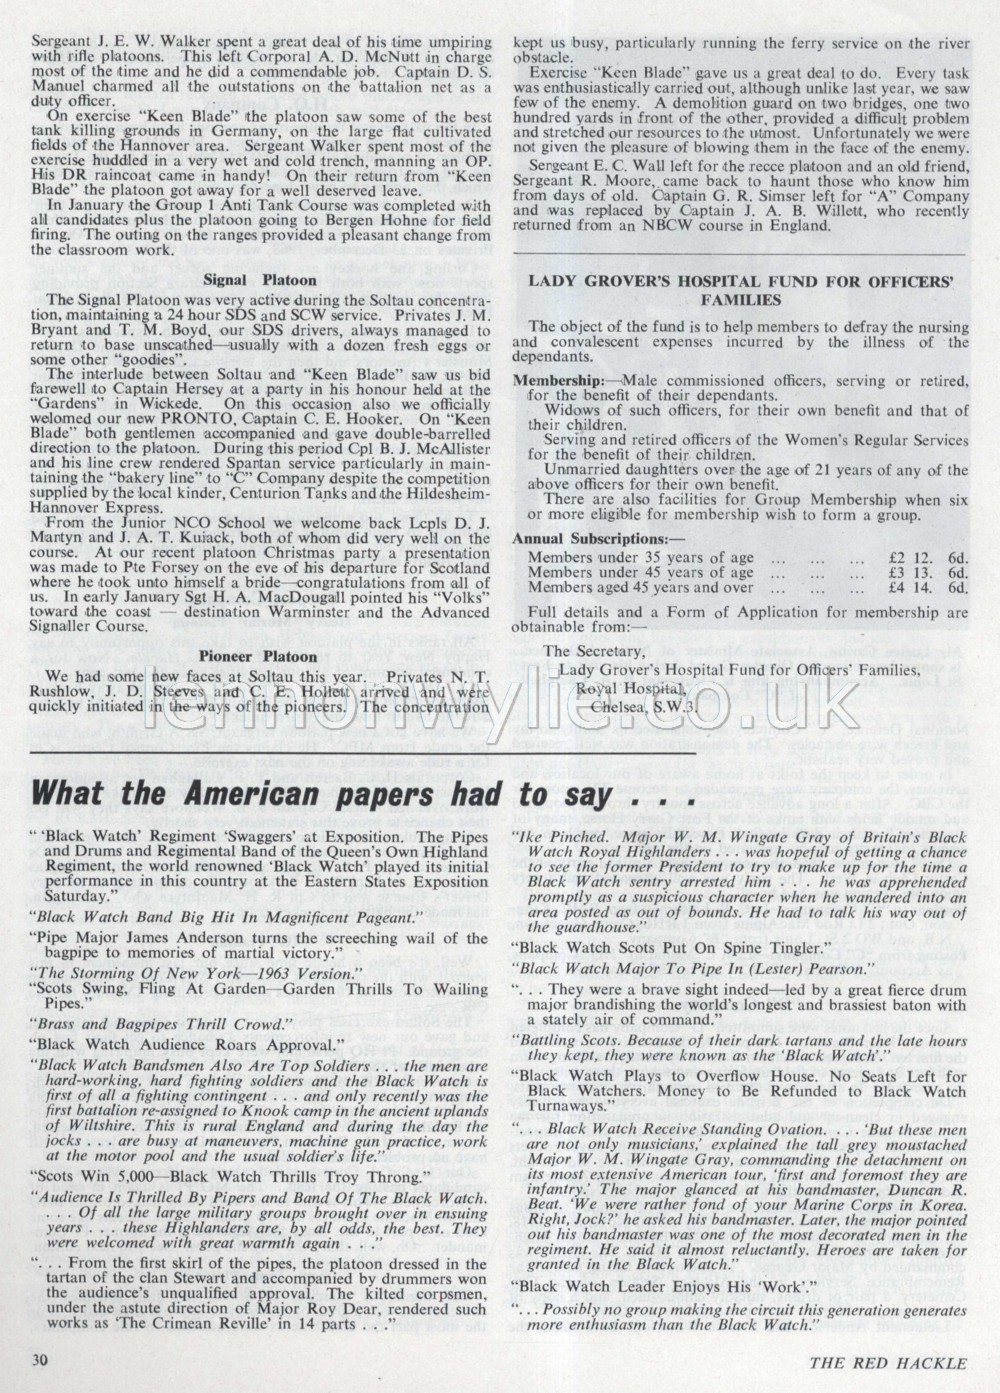 Sergeant J. E. W. Walker spent a great deal of his time umpiring
with rifle platoons. This left Corporal A. D. McNutt in charge
most of the time and he did a commendable job. Captain D. S.
Manuel charmed all the outstations on the battalion net as a
duty officer.
On exercise "Keen Blade" the platoon saw some of the best
tank killing grounds in Germany, on the large flat cultivated
fields of the Hannover area. Sergeant Walker spent most of the
exercise huddled in a very wet and cold trench, manning an OP.
His DR raincoat came in handy! On their return from "Keen
Blade" the platoon got away for a well deserved leave.
In January the Group 1 Anti Tank Course was completed with
all candidates plus the platoon going to Bergen Hohne for field
firing. The outing on the ranges provided a pleasant change from
the classroom work.
Signal Platoon
The Signal Platoon was very active during the Soltau concentra-
tion, maintaining a 24 hour SDS and SCW service. Privates J. M.
Bryant and T. M. Boyd, our SDS drivers, always managed to
return to base unscathed—usually with a dozen fresh eggs or
some other "goodies".
The interlude between Soltau and "Keen Blade" saw us bid
farewell to Captain Hersey at a party in his honour held at the
"Gardens" in Wickede. On this occasion also we officially
welomed our new PRONTO, Captain C. E. Hooker. On "Keen
Blade" both gentlemen accompanied and gave double-barrelled
direction to the platoon. During this period Cpl B. J. McAllister
and his line crew rendered Spartan service particularly in main-
taining the "bakery line" to "C" Company despite the competition
supplied by the local kinder, Centurion Tanks and the Hildesheim-
Hannover Express.
From the Junior NCO School we welcome back Lcpls D. J.
Martyn and J. A. T. Kujack, both of whom did very well on the
course. At our recent platoon Christmas party a presentation
was made to Pte Forsey on the eve of his departure for Scotland
where he took unto himself a bride—congratulations from all of
us. In early January Sgt H. A. MacDougall pointed his "Volks"
toward the coast — destination Warminster and the Advanced
Signaller Course.
Pioneer Platoon
We had some new faces at Soltau this year. Privates N. T.
Rushlow, J. D. Steeves and C. E. Hollett arrived and were
quickly initiated in the ways of the pioneers. The concentration
kept us busy, particularly running the ferry service on the river
obstacle.
Exercise "Keen Blade" gave us a great deal to do. Every task
was enthusiastically carried out, although unlike last year, we saw
few of the enemy. A demolition guard on two bridges, one two
hundred yards in front of the other, provided a difficult problem
and stretched our resources to the utmost. Unfortunately we were
not given the pleasure of blowing them in the face of the enemy.
Sergeant E. C. Wall left for the recce platoon and an old friend,
Sergeant R. Moore, came back to haunt those who know him
from days of old. Captain G. R. Simser left for "A" Company
and was replaced by Captain J. A. B. Willett, who recently
returned from an NBCW course in England.
LADY GROVER'S HOSPITAL FUND FOR OFFICERS'
FAMILIES
The object of the fund is to help members to defray the nursing
and convalescent expenses incurred by the illness of the
dependants.
Membership:—Male commissioned officers, serving or retired,
for the benefit of their dependants.
Widows of such officers, for their own benefit and that of
their children.
Serving and retired officers of the Women's Regular Services
for the benefit of their children.
Unmarried daughtters over the age of 21 years of any of the
above officers for their own benefit.
There are also facilities for Group Membership when six
or more eligible for membership wish to form a group.
Annual Subscriptions:—
Members under 35 years of age ... ... ... £2 12. 6d.
Members under 45 years of age ... ... ... £3 13. 6d.
Members aged 45 years and over ... ... ... £4 14. 6d.
Full details and a Form of Application for membership are
obtainable from:—
The Secretary,
Lady Grover's Hospital Fund for Officers' Families,
Royal Hospital,
Chelsea, S.W.3.
lennonwylie.co.uk
What the American papers had to say . . .
" 'Black Watch' Regiment 'Swaggers' at Exposition. The Pipes
and Drums and Regimental Band of the Queen's Own Highland
Regiment, the world renowned 'Black Watch' played its initial
performance in this country at the Eastern States Exposition
Saturday."
"Black Watch Band Big Hit In Magnificent Pageant."
"Pipe Major James Anderson turns the screeching wail of the
bagpipe to memories of martial victory."
"The Storming Of New York—1963 Version."
"Scots Swing, Fling At Garden—Garden Thrills To Wailing
Pipes."
"Brass and Bagpipes Thrill Crowd."
"Black Watch Audience Roars Approval."
"Black Watch Bandsmen Also Are Top Soldiers . . . the men are
hard-working, hard fighting soldiers and the Black Watch is
first of all a fighting contingent . . . and only recently was the
first battalion re-assigned to Knook camp in the ancient uplands
of Wiltshire. This is rural England and during the day the
jocks . . . are busy at maneuvers, machine gun practice, work
at the motor pool and the usual soldier's life."
"Scots Win 5,000—Black Watch Thrills Troy Throng."
"Audience Is Thrilled By Pipers and Band Of The Black Watch.
. . . Of all the large military groups brought over in ensuing
years . . . these Highlanders are, by all odds, the best. They
were welcomed with great warmth again . . ."
". . . From the first skirl of the pipes, the platoon dressed in the
tartan of the clan Stewart and accompanied by drummers won
the audience's unqualified approval. The kilted corpsmen,
under the astute direction of Major Roy Dear, rendered such
works as 'The Crimean Reville' in 14 parts . . ."
"Ike Pinched. Major W. M. Wingate Gray of Britain's Black
Watch Royal Highlanders . . . was hopeful of getting a chance
to see the former President to try to make up for the time a
Black Watch sentry arrested him . . . he was apprehended
promptly as a suspicious character when he wandered into an
area posted as out of bounds. He had to talk his way out of
the guardhouse."
"Black Watch Scots Put On Spine Tingler."
"Black Watch Major To Pipe In (Lester) Pearson."
". . . They were a brave sight indeed—led by a great fierce drum
major brandishing the world's longest and brassiest baton with
a stately air of command."
"Battling Scots. Because of their dark tartans and the late hours
they kept, they were known as the 'Black Watch'."
"Black Watch Plays to Overflow House. No Seats Left for
Black Watchers. Money to Be Refunded to Black Watch
Turnaways."
". . . Black Watch Receive Standing Ovation. . . . 'But these men
are not only musicians,' explained the tall grey moustached
Major W. M. Wingate Gray, commanding the detachment on
its most extensive American tour, 'first and foremost they are
infantry.' The major glanced at his bandmaster, Duncan R.
Beat. 'We were rather fond of your Marine Corps in Korea.
Right, Jock?' he asked his bandmaster. Later, the major pointed
out his bandmaster was one of the most decorated men in the
regiment. He said it almost reluctantly. Heroes are taken for
granted in the Black Watch."
"Black Watch Leader Enjoys His 'Work'."
". . . Possibly no group making the circuit this generation generates
more enthusiasm than the Black Watch."
30
THE RED HACKLE